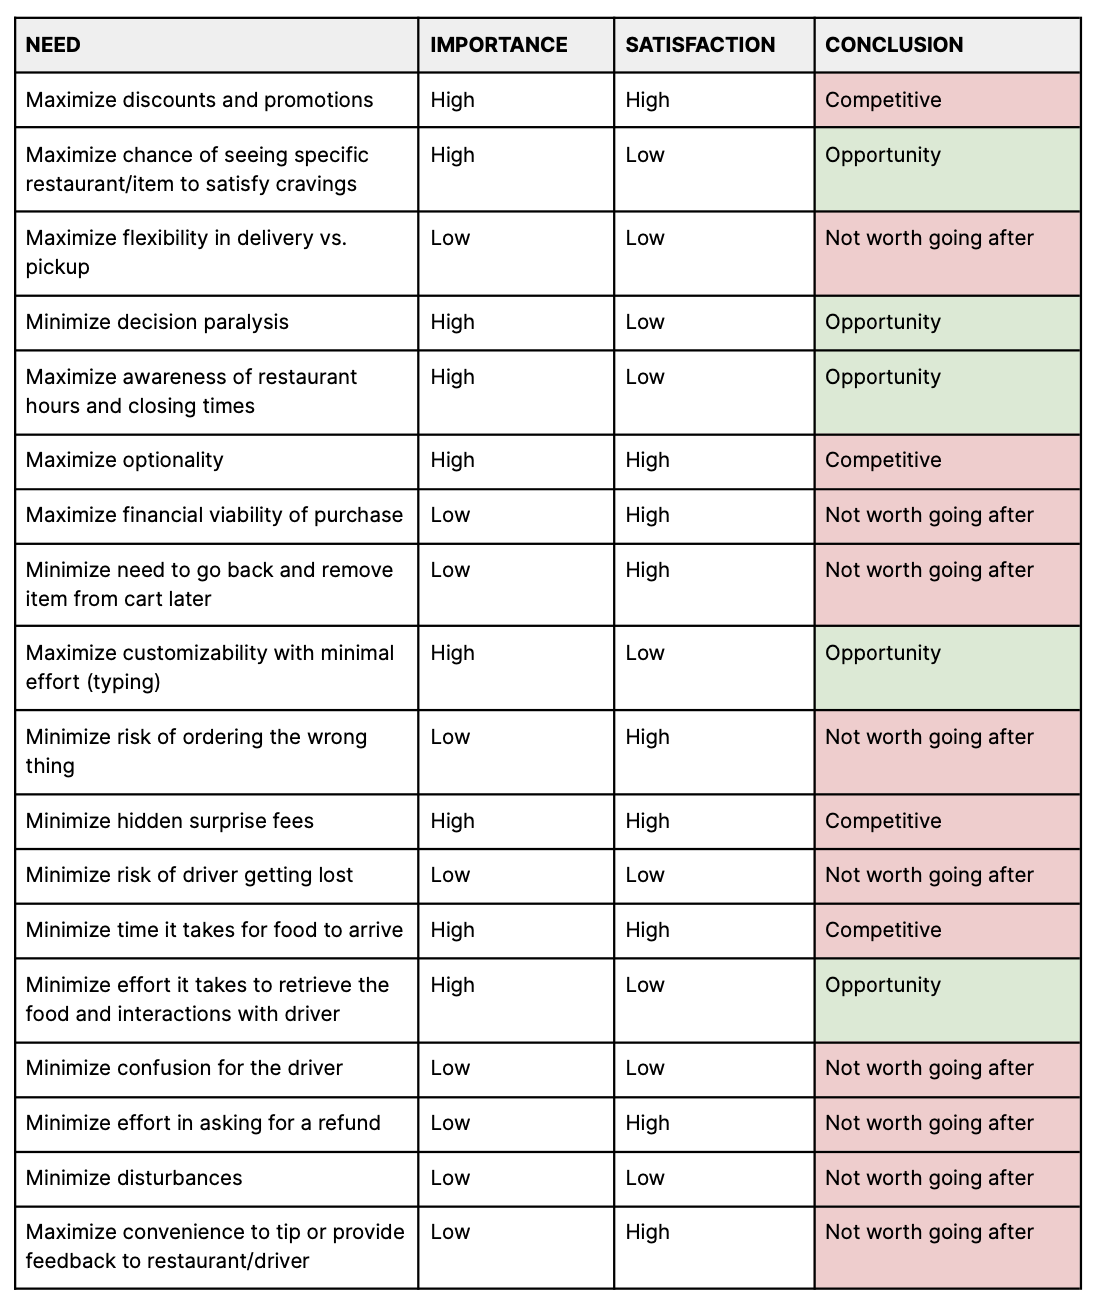 NEED IMPORTANCE SATISFACTION CONCLUSION
Maximize discounts and promotions High High Competitive
Maximize chance of seeing specific High Low Opportunity
restaurant/item to satisfy cravings
Maximize flexibility in delivery vs. Low Low Not worth going after
pickup
Minimize decision paralysis High Low Opportunity
Maximize awareness of restaurant High Low Opportunity
hours and closing times
Maximize optionality High High Competitive
Maximize financial viability of purchase Low High Not worth going after
Minimize need to go back and remove Low High Not worth going after
item from cart later
Maximize customizability with minimal High Low Opportunity
effort (typing)
Minimize risk of ordering the wrong Low High Not worth going after
thing
Minimize hidden surprise fees High High Competitive
Minimize risk of driver getting lost Low Low Not worth going after
Minimize time it takes for food to arrive High High Competitive
Minimize effort it takes to retrieve the High Low Opportunity
food and interactions with driver
Minimize confusion for the driver Low Low Not worth going after
Minimize effort in asking for a refund Low High Not worth going after
Minimize disturbances Low Low Not worth going after
Maximize convenience to tip or provide Low High Not worth going after
feedback to restaurant/driver